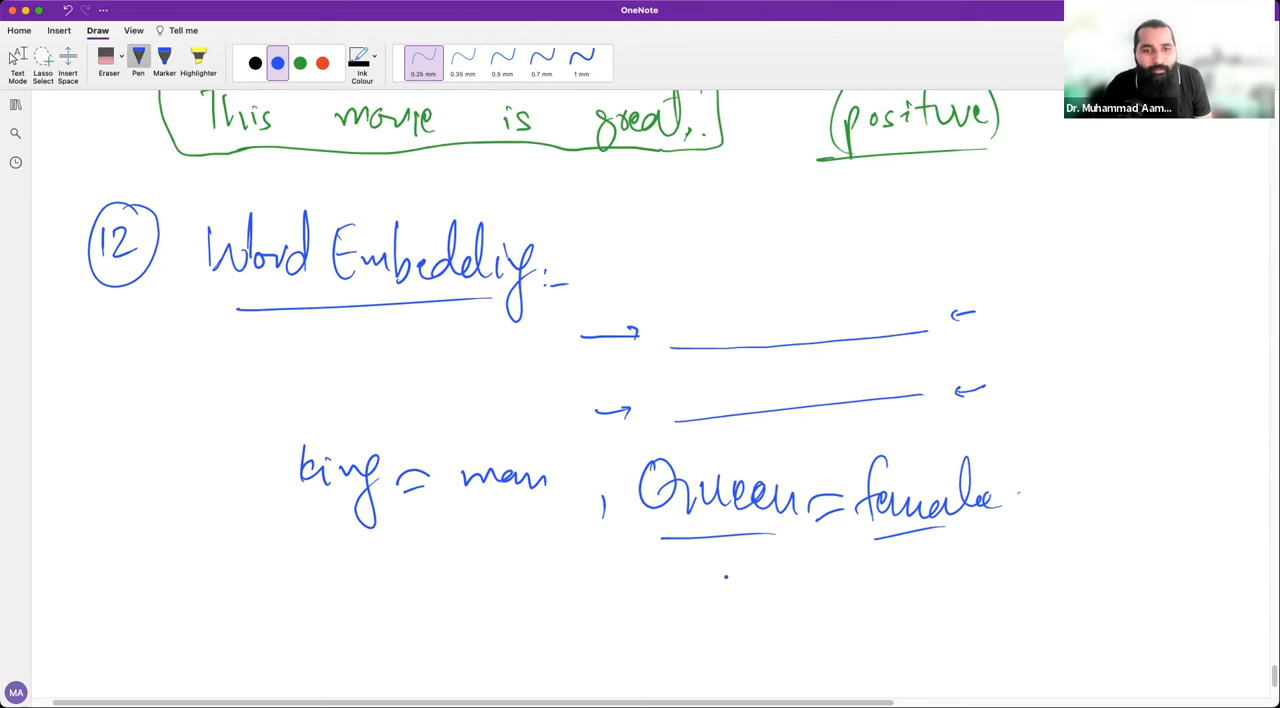 OneNote
Home Insert Draw View Tell me
Text Mode Lasso Select Insert Space Eraser Pen Marker Highlighter Ink Colour 0.25 mm 0.35 mm 0.5 mm 0.7 mm 1 mm
Dr. Muhammad Aam...
This movie is great. (positive)
12 Word Embedding:-
king = man , Queen = female
MA